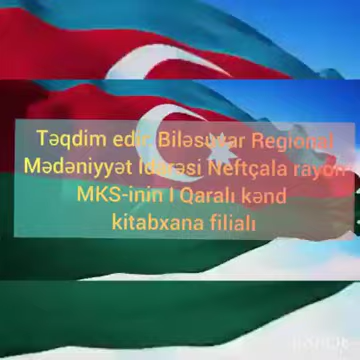 Təqdim edir: Biləsuvar Regional
Mədəniyyət İdarəsi Neftçala rayon
MKS-inin I Qaralı kənd
kitabxana filialı